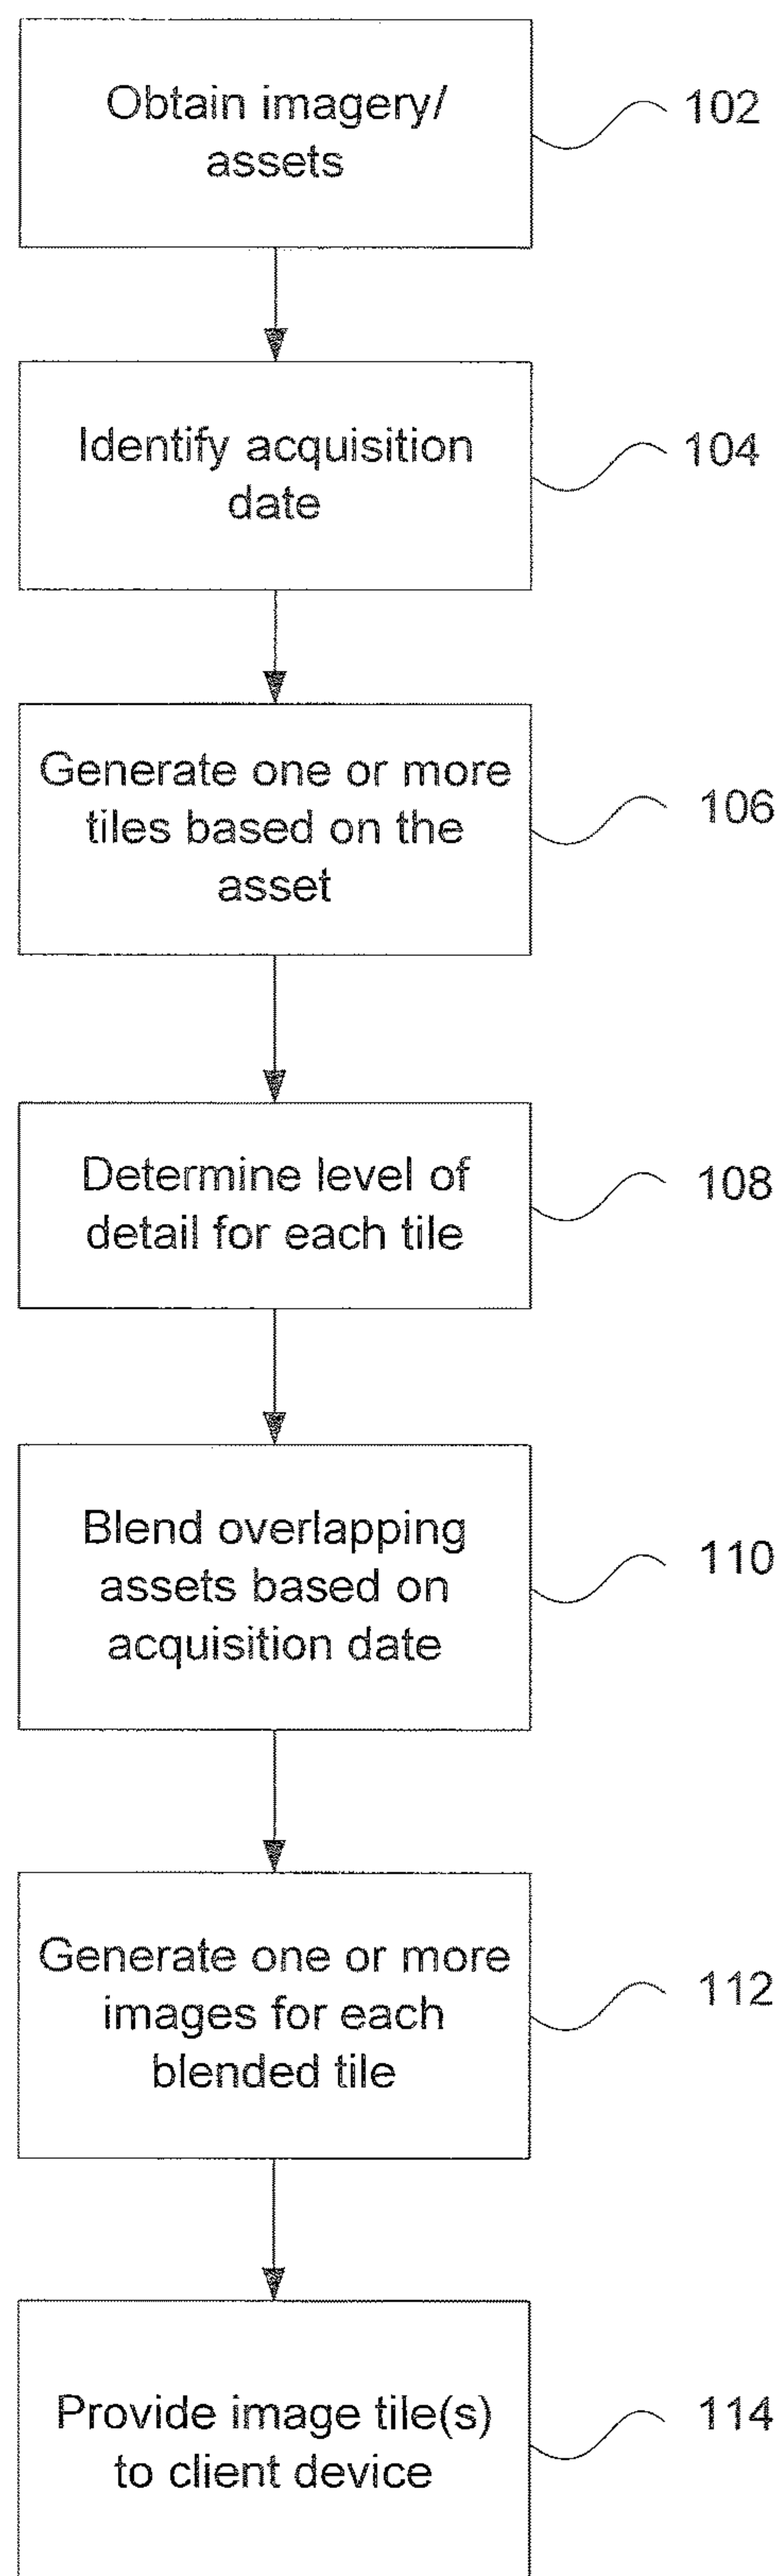 Obtain imagery/
assets
102
Identify acquisition
date
104
Generate one or more
tiles based on the
asset
106
Determine level of
detail for each tile
108
Blend overlapping
assets based on
acquisition date
110
Generate one or more
images for each
blended tile
112
Provide image tile(s)
to client device
114